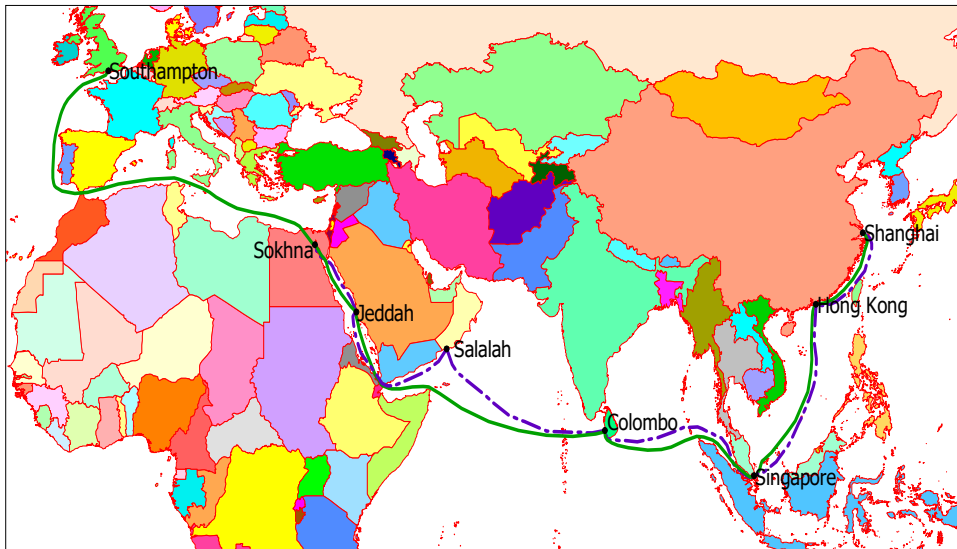 Southampton
Shanghai
Sokhna
Hong Kong
Jeddah
Salalah
Colombo
Singapore